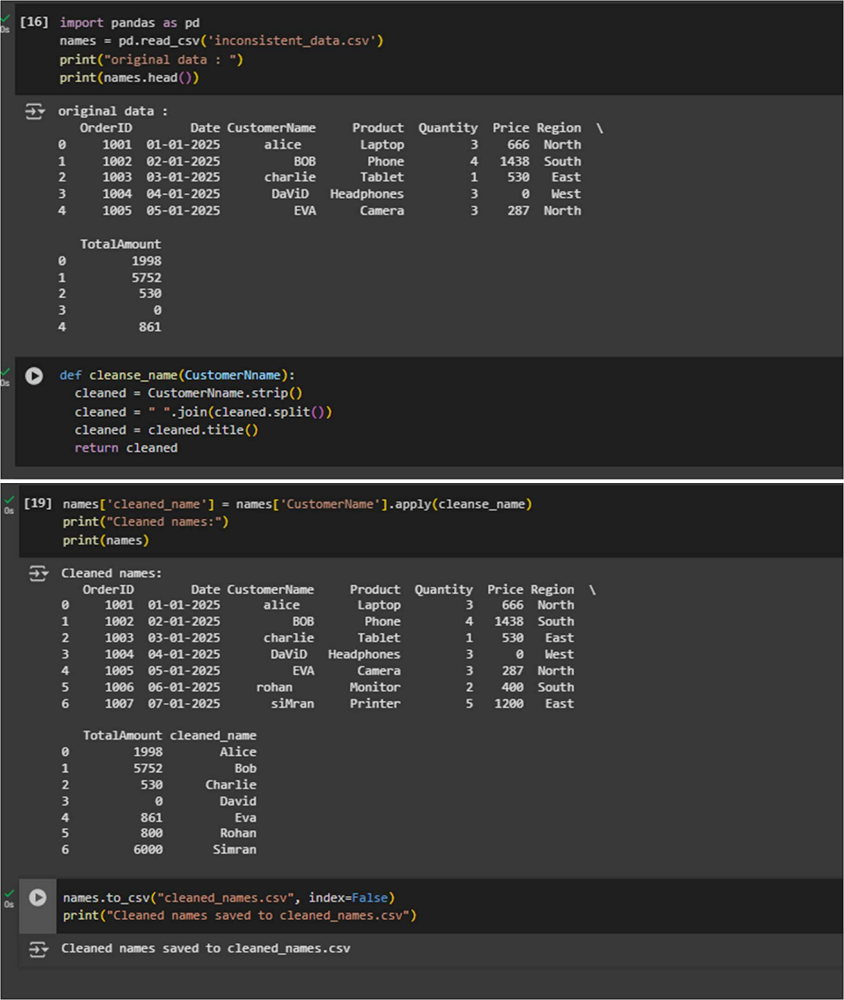 [16] import pandas as pd
names = pd.read_csv('inconsistent_data.csv')
print("original data : ")
print(names.head())
0s
original data :
OrderID Date CustomerName Product Quantity Price Region \
0 1001 01-01-2025 alice Laptop 3 666 North
1 1002 02-01-2025 BOB Phone 4 1438 South
2 1003 03-01-2025 charlie Tablet 1 530 East
3 1004 04-01-2025 DaViD Headphones 3 0 West
4 1005 05-01-2025 EVA Camera 3 287 North
TotalAmount
0 1998
1 5752
2 530
3 0
4 861
def cleanse_name(CustomerNname):
0s
cleaned = CustomerNname.strip()
cleaned = " ".join(cleaned.split())
cleaned = cleaned.title()
return cleaned
[19] names['cleaned_name'] = names['CustomerName'].apply(cleanse_name)
0s
print("Cleaned names:")
print(names)
Cleaned names:
OrderID Date CustomerName Product Quantity Price Region \
0 1001 01-01-2025 alice Laptop 3 666 North
1 1002 02-01-2025 BOB Phone 4 1438 South
2 1003 03-01-2025 charlie Tablet 1 530 East
3 1004 04-01-2025 DaViD Headphones 3 0 West
4 1005 05-01-2025 EVA Camera 3 287 North
5 1006 06-01-2025 rohan Monitor 2 400 South
6 1007 07-01-2025 siMran Printer 5 1200 East
TotalAmount cleaned_name
0 1998 Alice
1 5752 Bob
2 530 Charlie
3 0 David
4 861 Eva
5 800 Rohan
6 6000 Simran
names.to_csv("cleaned_names.csv", index=False)
0s
print("Cleaned names saved to cleaned_names.csv")
Cleaned names saved to cleaned_names.csv